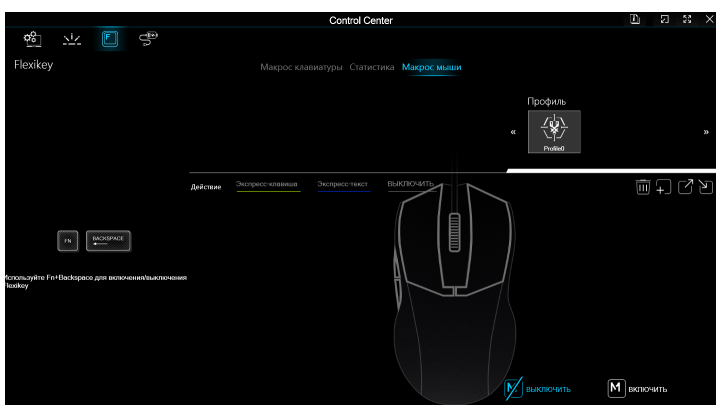 Control Center
F
Flexikey
Макрос клавиатуры Статистика Макрос мыши
Профиль
« »
Profile0
Действие Экспресс-клавиша Экспресс-текст ВЫКЛЮЧИТЬ
FN BACKSPACE
Используйте Fn+Backspace для включения/выключения
Flexikey
M ВЫКЛЮЧИТЬ M ВКЛЮЧИТЬ